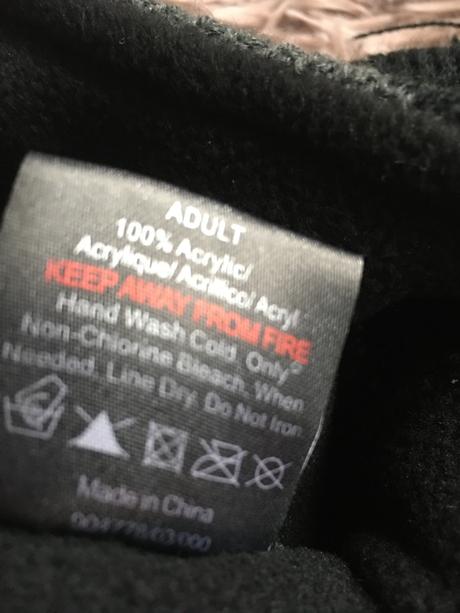 ADULT
100% Acrylic/
Acrylique/ Acrilico/ Acryl
KEEP AWAY FROM FIRE
Hand Wash Cold, Only
Non-Chlorine Bleach, When
Needed, Line Dry. Do Not Iron
Made in China